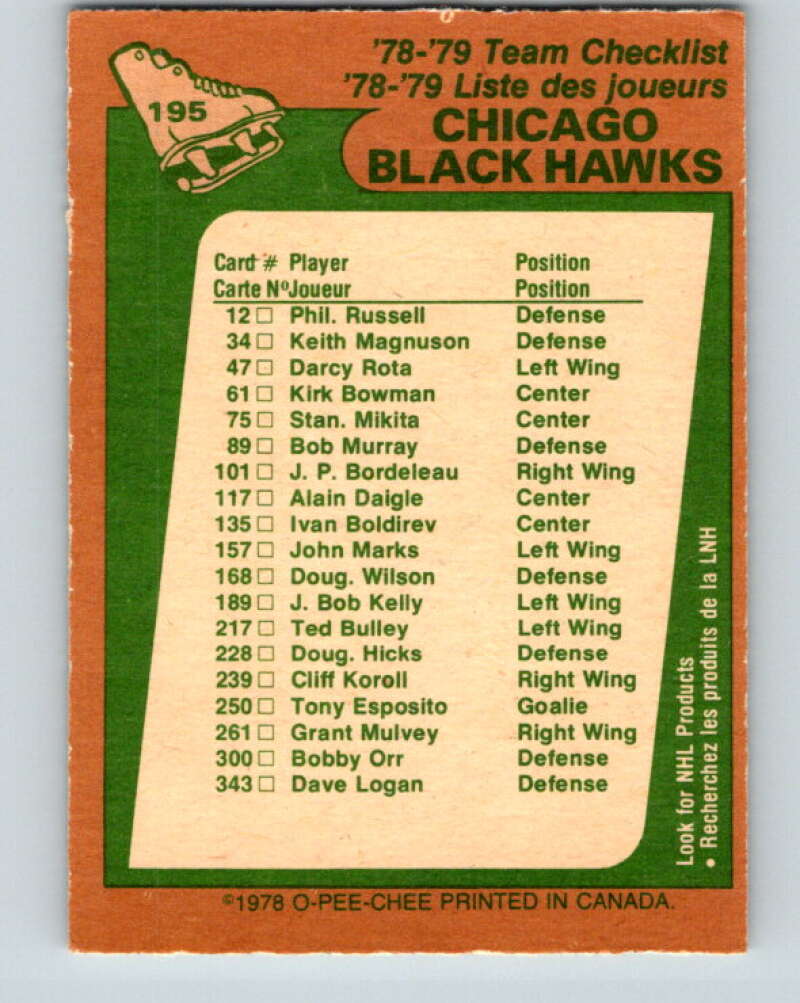 195
'78-'79 Team Checklist
'78-'79 Liste des joueurs
CHICAGO
BLACK HAWKS
Card # Player Position
Carte Nº Joueur Position
12 □ Phil. Russell Defense
34 □ Keith Magnuson Defense
47 □ Darcy Rota Left Wing
61 □ Kirk Bowman Center
75 □ Stan. Mikita Center
89 □ Bob Murray Defense
101 □ J. P. Bordeleau Right Wing
117 □ Alain Daigle Center
135 □ Ivan Boldirev Center
157 □ John Marks Left Wing
168 □ Doug. Wilson Defense
189 □ J. Bob Kelly Left Wing
217 □ Ted Bulley Left Wing
228 □ Doug. Hicks Defense
239 □ Cliff Koroll Right Wing
250 □ Tony Esposito Goalie
261 □ Grant Mulvey Right Wing
300 □ Bobby Orr Defense
343 □ Dave Logan Defense
Look for NHL Products
• Recherchez les produits de la LNH
©1978 O-PEE-CHEE PRINTED IN CANADA.